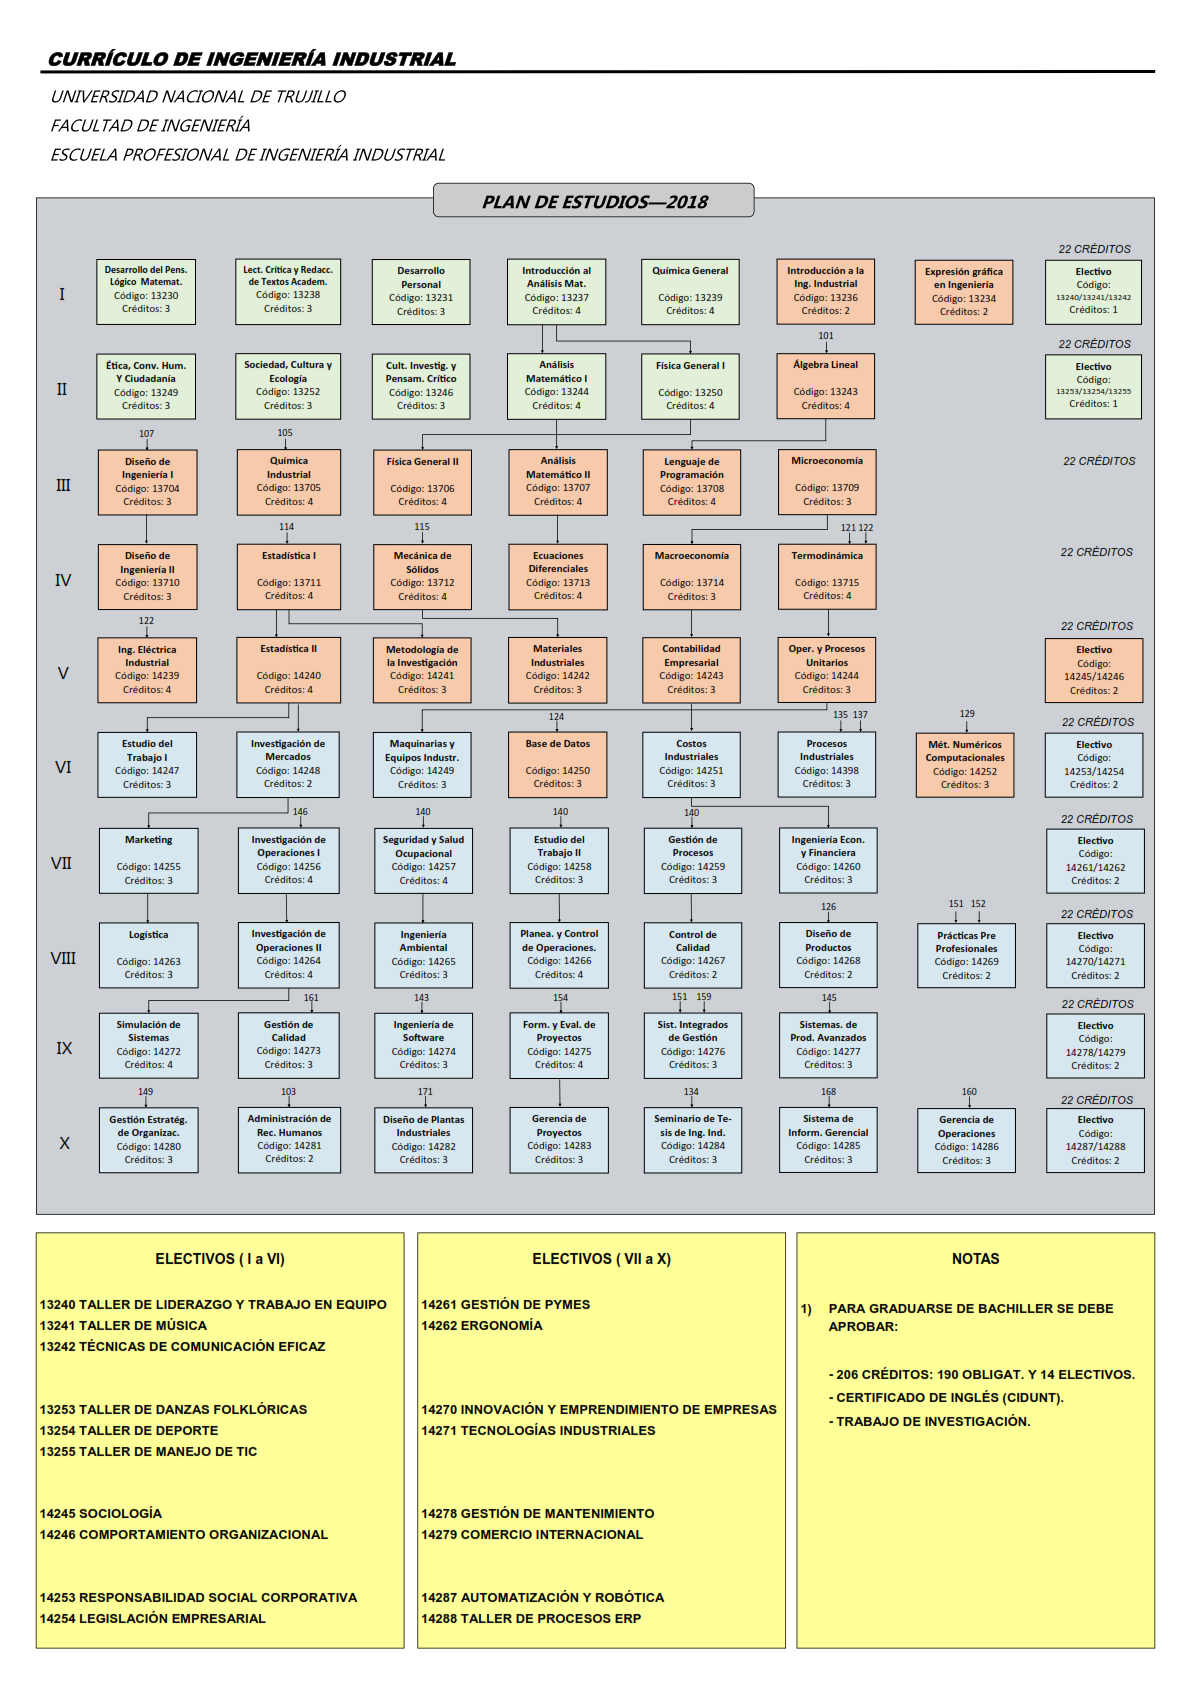 CURRÍCULO DE INGENIERÍA INDUSTRIAL
UNIVERSIDAD NACIONAL DE TRUJILLO
FACULTAD DE INGENIERÍA
ESCUELA PROFESIONAL DE INGENIERÍA INDUSTRIAL
PLAN DE ESTUDIOS—2018
22 CRÉDITOS
I
Desarrollo del Pens.
Lógico Matemat.
Código: 13230
Créditos: 3
Lect. Crítica y Redacc.
de Textos Academ.
Código: 13238
Créditos: 3
Desarrollo
Personal
Código: 13231
Créditos: 3
Introducción al
Análisis Mat.
Código: 13237
Créditos: 4
Química General
Código: 13239
Créditos: 4
Introducción a la
Ing. Industrial
Código: 13236
Créditos: 2
Expresión gráfica
en Ingeniería
Código: 13234
Créditos: 2
Electivo
Código:
13240/13241/13242
Créditos: 1
101
22 CRÉDITOS
II
Ética, Conv. Hum.
Y Ciudadanía
Código: 13249
Créditos: 3
Sociedad, Cultura y
Ecología
Código: 13252
Créditos: 3
Cult. Investig. y
Pensam. Crítico
Código: 13246
Créditos: 3
Análisis
Matemático I
Código: 13244
Créditos: 4
Física General I
Código: 13250
Créditos: 4
Álgebra Lineal
Código: 13243
Créditos: 4
Electivo
Código:
13253/13254/13255
Créditos: 1
107
105
22 CRÉDITOS
III
Diseño de
Ingeniería I
Código: 13704
Créditos: 3
Química
Industrial
Código: 13705
Créditos: 4
Física General II
Código: 13706
Créditos: 4
Análisis
Matemático II
Código: 13707
Créditos: 4
Lenguaje de
Programación
Código: 13708
Créditos: 4
Microeconomía
Código: 13709
Créditos: 3
114
115
121 122
22 CRÉDITOS
IV
Diseño de
Ingeniería II
Código: 13710
Créditos: 3
Estadística I
Código: 13711
Créditos: 4
Mecánica de
Sólidos
Código: 13712
Créditos: 4
Ecuaciones
Diferenciales
Código: 13713
Créditos: 4
Macroeconomía
Código: 13714
Créditos: 3
Termodinámica
Código: 13715
Créditos: 4
122
22 CRÉDITOS
V
Ing. Eléctrica
Industrial
Código: 14239
Créditos: 4
Estadística II
Código: 14240
Créditos: 4
Metodología de
la Investigación
Código: 14241
Créditos: 3
Materiales
Industriales
Código: 14242
Créditos: 3
Contabilidad
Empresarial
Código: 14243
Créditos: 3
Oper. y Procesos
Unitarios
Código: 14244
Créditos: 3
Electivo
Código:
14245/14246
Créditos: 2
124
135 137
129
22 CRÉDITOS
VI
Estudio del
Trabajo I
Código: 14247
Créditos: 3
Investigación de
Mercados
Código: 14248
Créditos: 2
Maquinarias y
Equipos Industr.
Código: 14249
Créditos: 3
Base de Datos
Código: 14250
Créditos: 3
Costos
Industriales
Código: 14251
Créditos: 3
Procesos
Industriales
Código: 14398
Créditos: 3
Mét. Numéricos
Computacionales
Código: 14252
Créditos: 3
Electivo
Código:
14253/14254
Créditos: 2
146
140
140
140
22 CRÉDITOS
VII
Marketing
Código: 14255
Créditos: 3
Investigación de
Operaciones I
Código: 14256
Créditos: 4
Seguridad y Salud
Ocupacional
Código: 14257
Créditos: 4
Estudio del
Trabajo II
Código: 14258
Créditos: 3
Gestión de
Procesos
Código: 14259
Créditos: 3
Ingeniería Econ.
y Financiera
Código: 14260
Créditos: 3
Electivo
Código:
14261/14262
Créditos: 2
126
151 152
22 CRÉDITOS
VIII
Logística
Código: 14263
Créditos: 3
Investigación de
Operaciones II
Código: 14264
Créditos: 4
Ingeniería
Ambiental
Código: 14265
Créditos: 3
Planea. y Control
de Operaciones.
Código: 14266
Créditos: 4
Control de
Calidad
Código: 14267
Créditos: 2
Diseño de
Productos
Código: 14268
Créditos: 2
Prácticas Pre
Profesionales
Código: 14269
Créditos: 2
Electivo
Código:
14270/14271
Créditos: 2
161
143
154
151 159
145
22 CRÉDITOS
IX
Simulación de
Sistemas
Código: 14272
Créditos: 4
Gestión de
Calidad
Código: 14273
Créditos: 3
Ingeniería de
Software
Código: 14274
Créditos: 3
Form. y Eval. de
Proyectos
Código: 14275
Créditos: 4
Sist. Integrados
de Gestión
Código: 14276
Créditos: 3
Sistemas. de
Prod. Avanzados
Código: 14277
Créditos: 3
Electivo
Código:
14278/14279
Créditos: 2
149
103
171
134
168
160
22 CRÉDITOS
X
Gestión Estratég.
de Organizac.
Código: 14280
Créditos: 3
Administración de
Rec. Humanos
Código: 14281
Créditos: 2
Diseño de Plantas
Industriales
Código: 14282
Créditos: 3
Gerencia de
Proyectos
Código: 14283
Créditos: 3
Seminario de Te-
sis de Ing. Ind.
Código: 14284
Créditos: 3
Sistema de
Inform. Gerencial
Código: 14285
Créditos: 3
Gerencia de
Operaciones
Código: 14286
Créditos: 3
Electivo
Código:
14287/14288
Créditos: 2
ELECTIVOS ( I a VI)
13240 TALLER DE LIDERAZGO Y TRABAJO EN EQUIPO
13241 TALLER DE MÚSICA
13242 TÉCNICAS DE COMUNICACIÓN EFICAZ
13253 TALLER DE DANZAS FOLKLÓRICAS
13254 TALLER DE DEPORTE
13255 TALLER DE MANEJO DE TIC
14245 SOCIOLOGÍA
14246 COMPORTAMIENTO ORGANIZACIONAL
14253 RESPONSABILIDAD SOCIAL CORPORATIVA
14254 LEGISLACIÓN EMPRESARIAL
ELECTIVOS ( VII a X)
14261 GESTIÓN DE PYMES
14262 ERGONOMÍA
14270 INNOVACIÓN Y EMPRENDIMIENTO DE EMPRESAS
14271 TECNOLOGÍAS INDUSTRIALES
14278 GESTIÓN DE MANTENIMIENTO
14279 COMERCIO INTERNACIONAL
14287 AUTOMATIZACIÓN Y ROBÓTICA
14288 TALLER DE PROCESOS ERP
NOTAS
1) PARA GRADUARSE DE BACHILLER SE DEBE
APROBAR:
- 206 CRÉDITOS: 190 OBLIGAT. Y 14 ELECTIVOS.
- CERTIFICADO DE INGLÉS (CIDUNT).
- TRABAJO DE INVESTIGACIÓN.